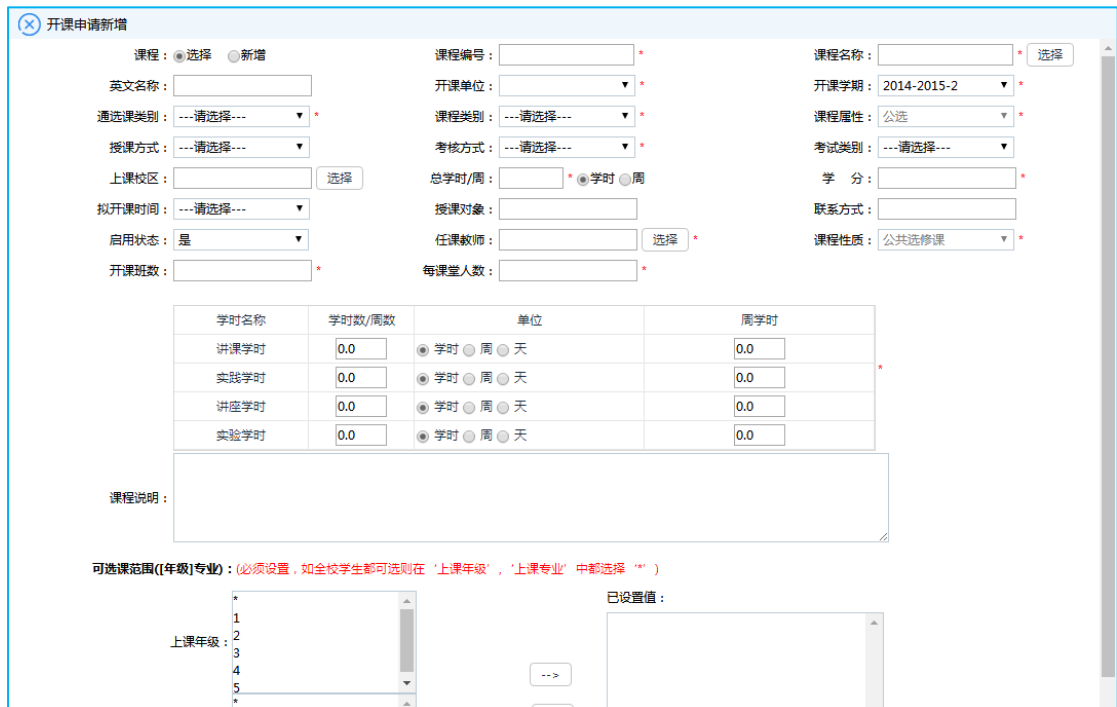 开课申请新增
课程：选择 新增 课程编号： * 课程名称： * 选择
英文名称： 开课单位： * 开课学期： 2014-2015-2 *
通选课类别： ---请选择--- * 课程类别： ---请选择--- * 课程属性： 公选 *
授课方式： ---请选择--- 考核方式： ---请选择--- * 考试类别： ---请选择---
上课校区： 选择 总学时/周： * 学时 周 学 分： *
拟开课时间： ---请选择--- 授课对象： 联系方式：
启用状态： 是 任课教师： 选择 * 课程性质： 公共选修课 *
开课班数： * 每课堂人数： *
学时名称 学时数/周数 单位 周学时
讲课学时 0.0 学时 周 天 0.0
*
实践学时 0.0 学时 周 天 0.0
讲座学时 0.0 学时 周 天 0.0
实验学时 0.0 学时 周 天 0.0
课程说明：
可选课范围([年级]专业)：(必须设置，如全校学生都可选则在‘上课年级’,‘上课专业’中都选择‘*’)
已设置值：
上课年级：
*
1
2
3
4
5
-->
*